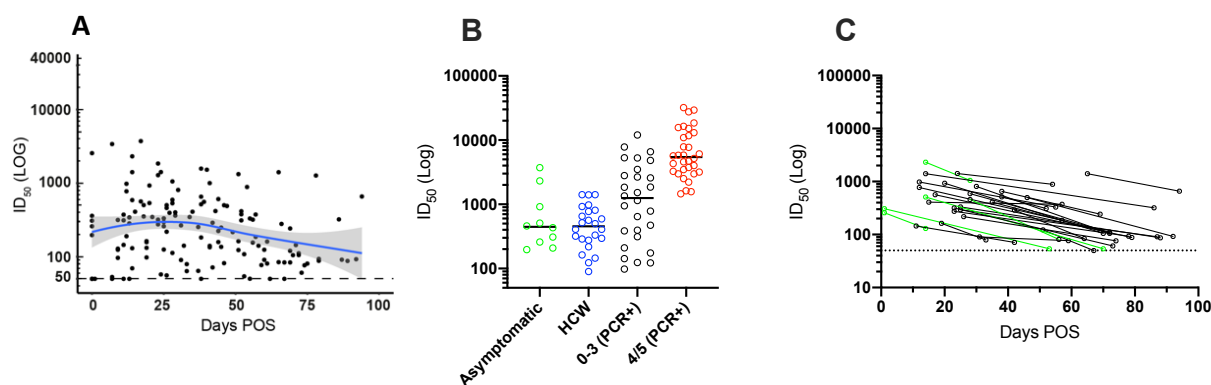 A
40000
10000
1000
100
50
ID50 (LOG)
0
25
50
75
100
Days POS
B
100000
10000
1000
100
ID50 (Log)
Asymptomatic
HCW
0-3 (PCR+)
4/5 (PCR+)
C
100000
10000
1000
100
10
ID50 (Log)
0
20
40
60
80
100
Days POS